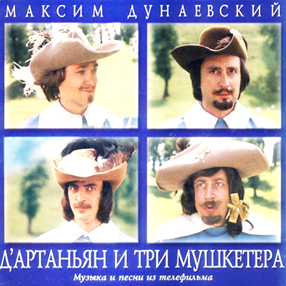 МАКСИМ ДУНАЕВСКИЙ
Д'АРТАНЬЯН И ТРИ МУШКЕТЕРА
Музыка и песни из телефильма